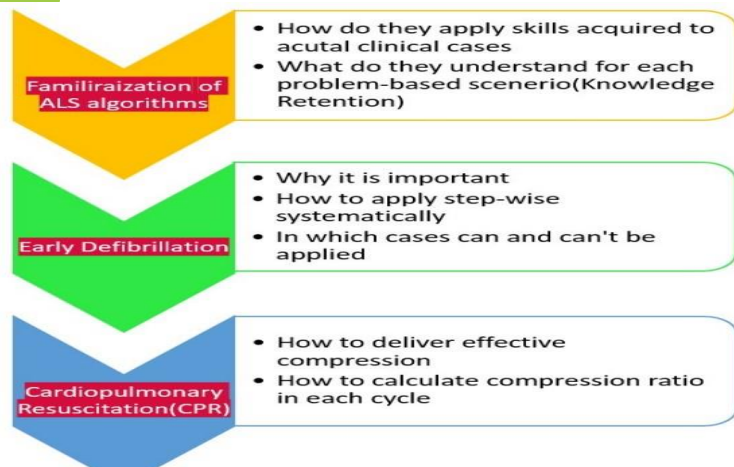 Familiraization of
ALS algorithms
• How do they apply skills acquired to
acutal clinical cases
• What do they understand for each
problem-based scenerio(Knowledge
Retention)
Early Defibrillation
• Why it is important
• How to apply step-wise
systematically
• In which cases can and can't be
applied
Cardiopulmonary
Resuscitation(CPR)
• How to deliver effective
compression
• How to calculate compression ratio
in each cycle